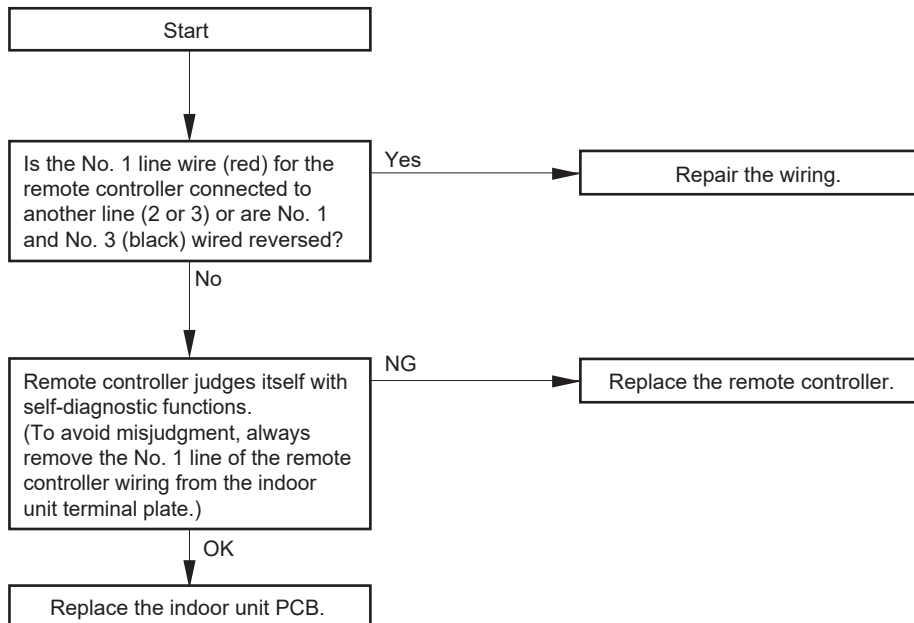 Start
Is the No. 1 line wire (red) for the
remote controller connected to
another line (2 or 3) or are No. 1
and No. 3 (black) wired reversed?
Yes
Repair the wiring.
No
Remote controller judges itself with
self-diagnostic functions.
(To avoid misjudgment, always
remove the No. 1 line of the remote
controller wiring from the indoor
unit terminal plate.)
NG
Replace the remote controller.
OK
Replace the indoor unit PCB.